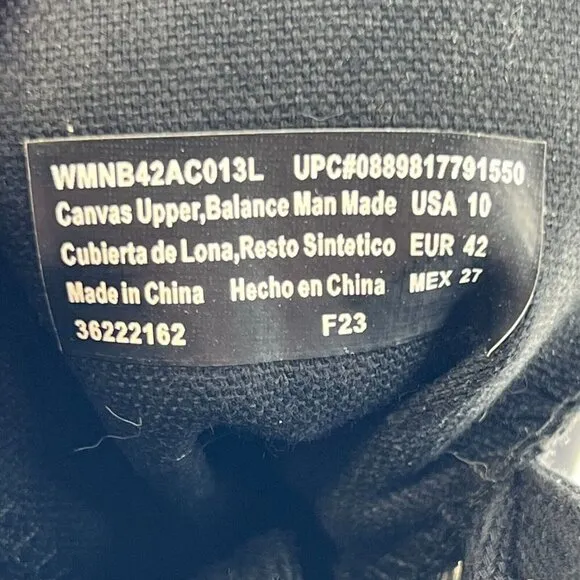 WMNB42AC013L UPC#0889817791550
Canvas Upper,Balance Man Made USA 10
Cubierta de Lona,Resto Sintetico EUR 42
Made in China Hecho en China MEX 27
36222162 F23